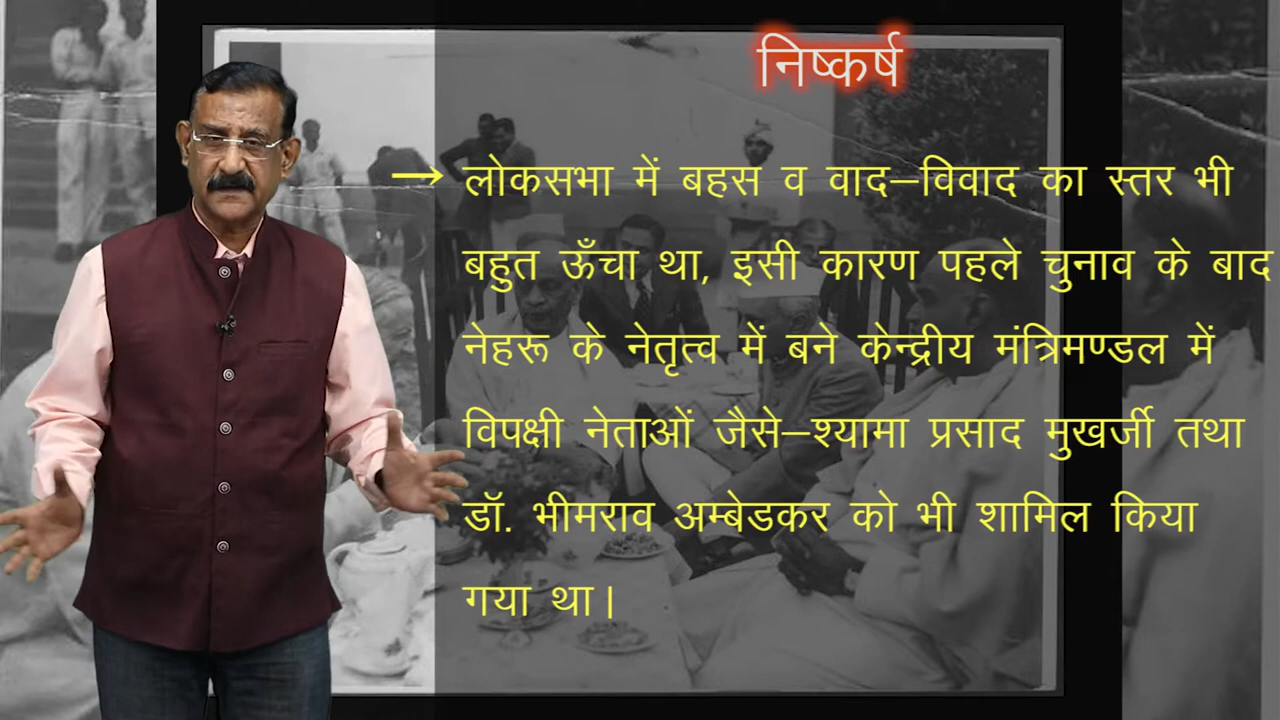 निष्कर्ष
→ लोकसभा में बहस व वाद–विवाद का स्तर भी
बहुत ऊँचा था, इसी कारण पहले चुनाव के बाद
नेहरू के नेतृत्व में बने केन्द्रीय मंत्रिमण्डल में
विपक्षी नेताओं जैसे–श्यामा प्रसाद मुखर्जी तथा
डॉ. भीमराव अम्बेडकर को भी शामिल किया
गया था।